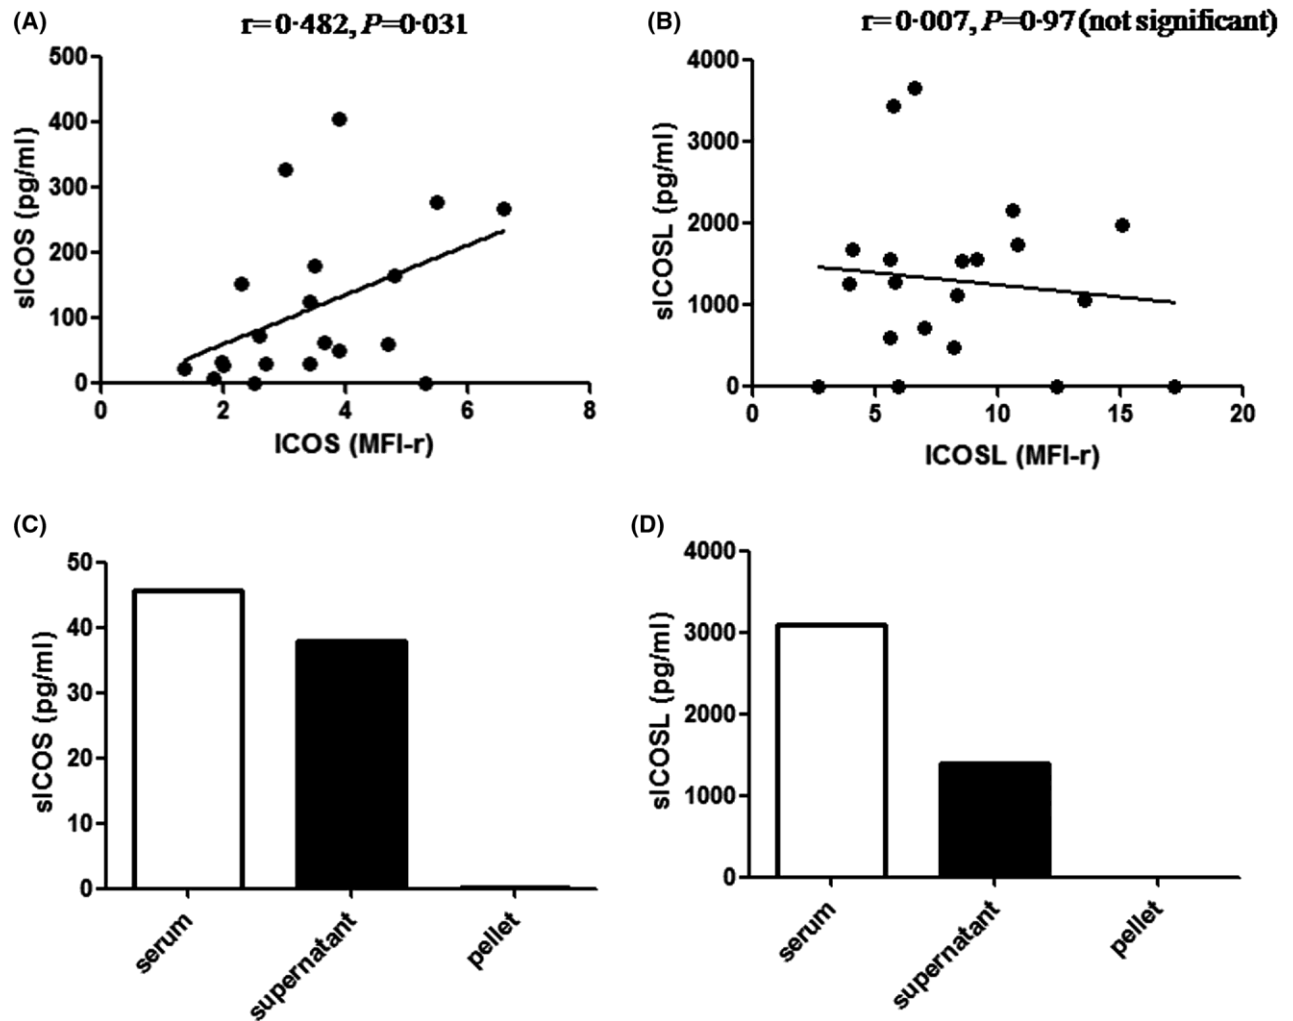 (A)
r=0·482, P=0·031
500
400
300
200
100
0
sICOS (pg/ml)
0
2
4
6
8
ICOS (MFI-r)
(B)
r=0·007, P=0·97 (not significant)
4000
3000
2000
1000
0
sICOSL (pg/ml)
0
5
10
15
20
ICOSL (MFI-r)
(C)
50
40
30
20
10
0
sICOS (pg/ml)
serum
supernatant
pellet
(D)
4000
3000
2000
1000
0
sICOSL (pg/ml)
serum
supernatant
pellet